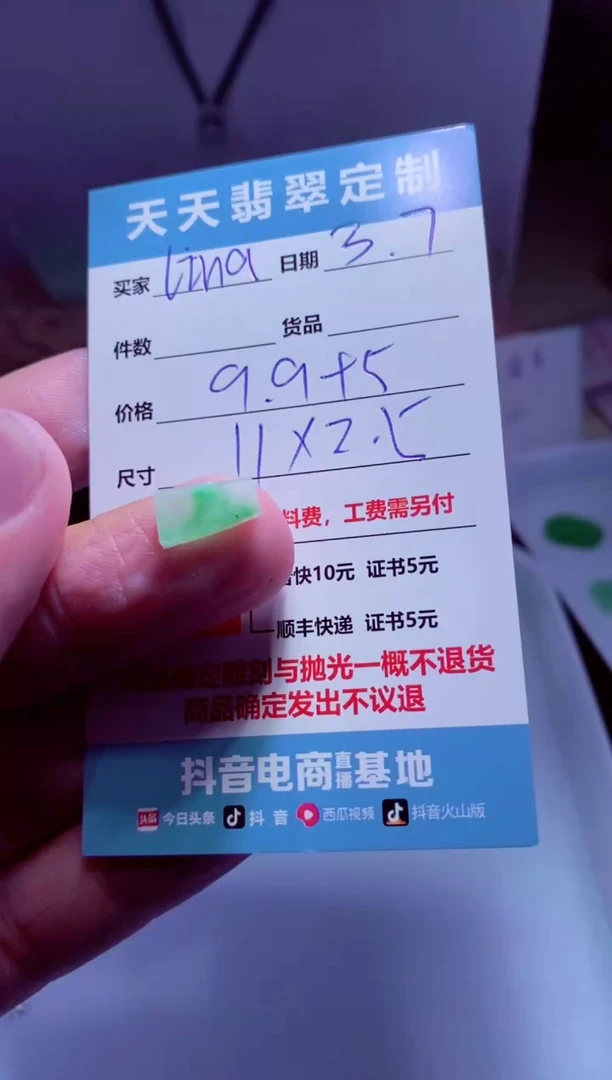 天天翡翠定制
买家 Lina 日期 3.7
件数 货品
价格 9.9+5
尺寸 11×2.5
料费，工费需另付
快10元 证书5元
顺丰快递 证书5元
刻与抛光一概不退货
商品确定发出不议退
抖音电商直播基地
头条 今日头条 抖音 西瓜视频 抖音火山版